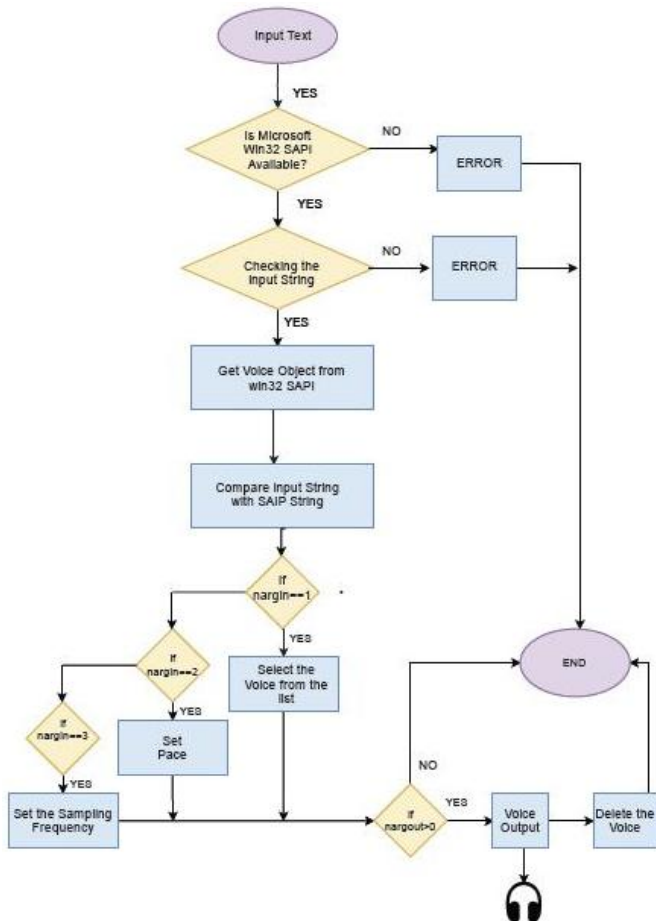 Input Text
YES
Is Microsoft
Win32 SAPI
Available?
NO
ERROR
YES
Checking the
Input String
NO
ERROR
YES
Get Voice Object from
win32 SAPI
Compare Input String
with SAIP String
If
nargin==1
YES
Select the
Voice from the
list
If
nargin==2
YES
Set
Pace
If
nargin==3
YES
Set the Sampling
Frequency
END
NO
If
nargout>0
YES
Voice
Output
Delete the
Voice